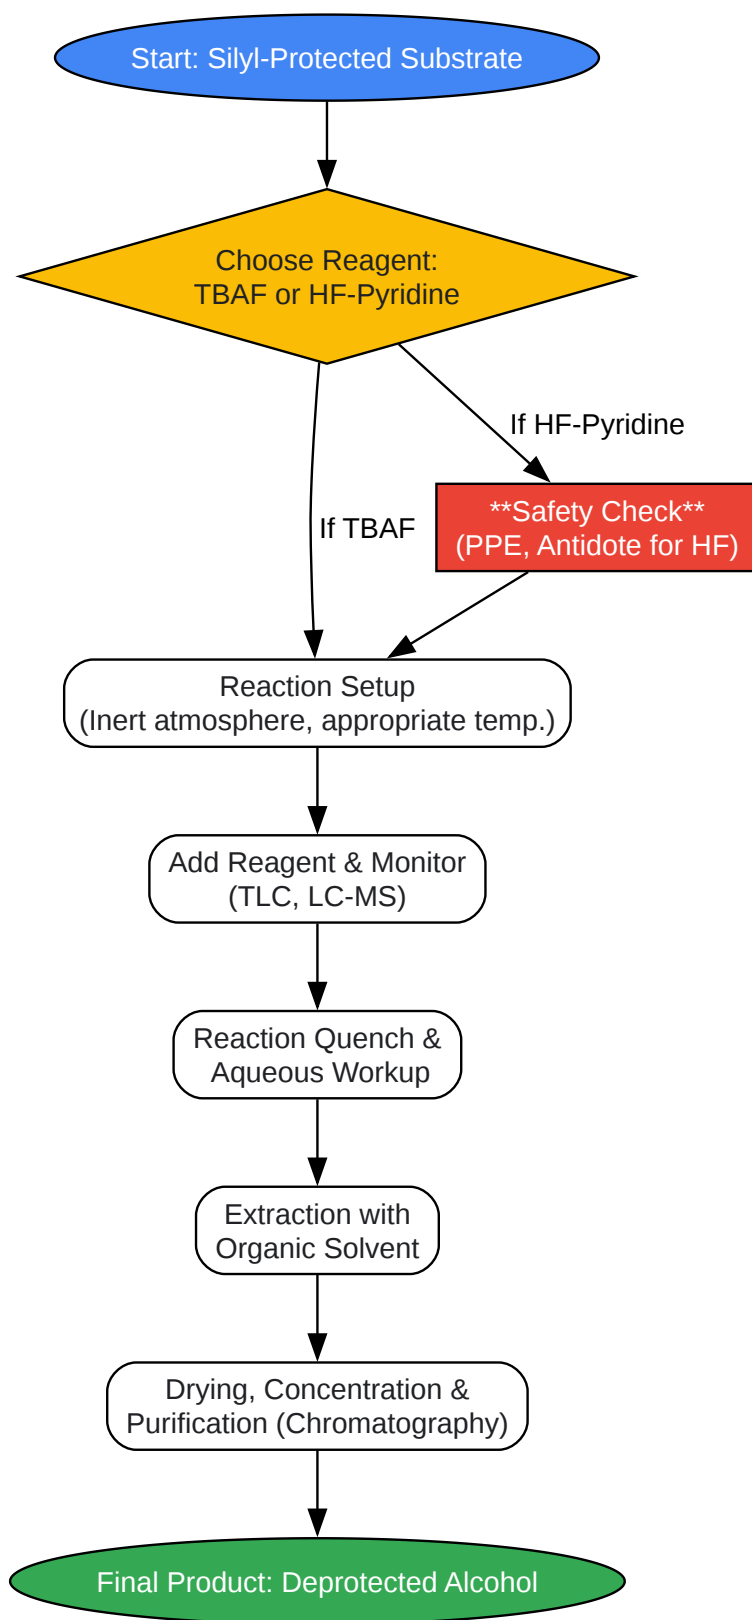 Start: Silyl-Protected Substrate
Choose Reagent:
TBAF or HF-Pyridine
If HF-Pyridine
If TBAF
**Safety Check**
(PPE, Antidote for HF)
Reaction Setup
(Inert atmosphere, appropriate temp.)
Add Reagent & Monitor
(TLC, LC-MS)
Reaction Quench &
Aqueous Workup
Extraction with
Organic Solvent
Drying, Concentration &
Purification (Chromatography)
Final Product: Deprotected Alcohol